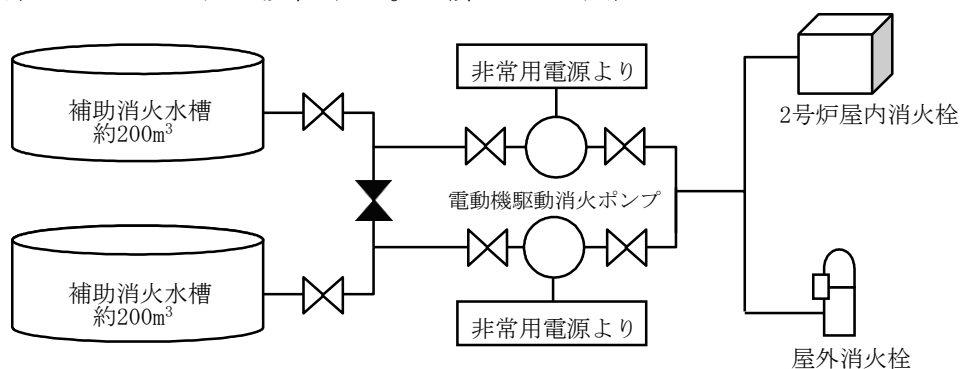 非常用電源より
補助消火水槽
約200m³
2号炉屋内消火栓
電動機駆動消火ポンプ
補助消火水槽
約200m³
非常用電源より
屋外消火栓